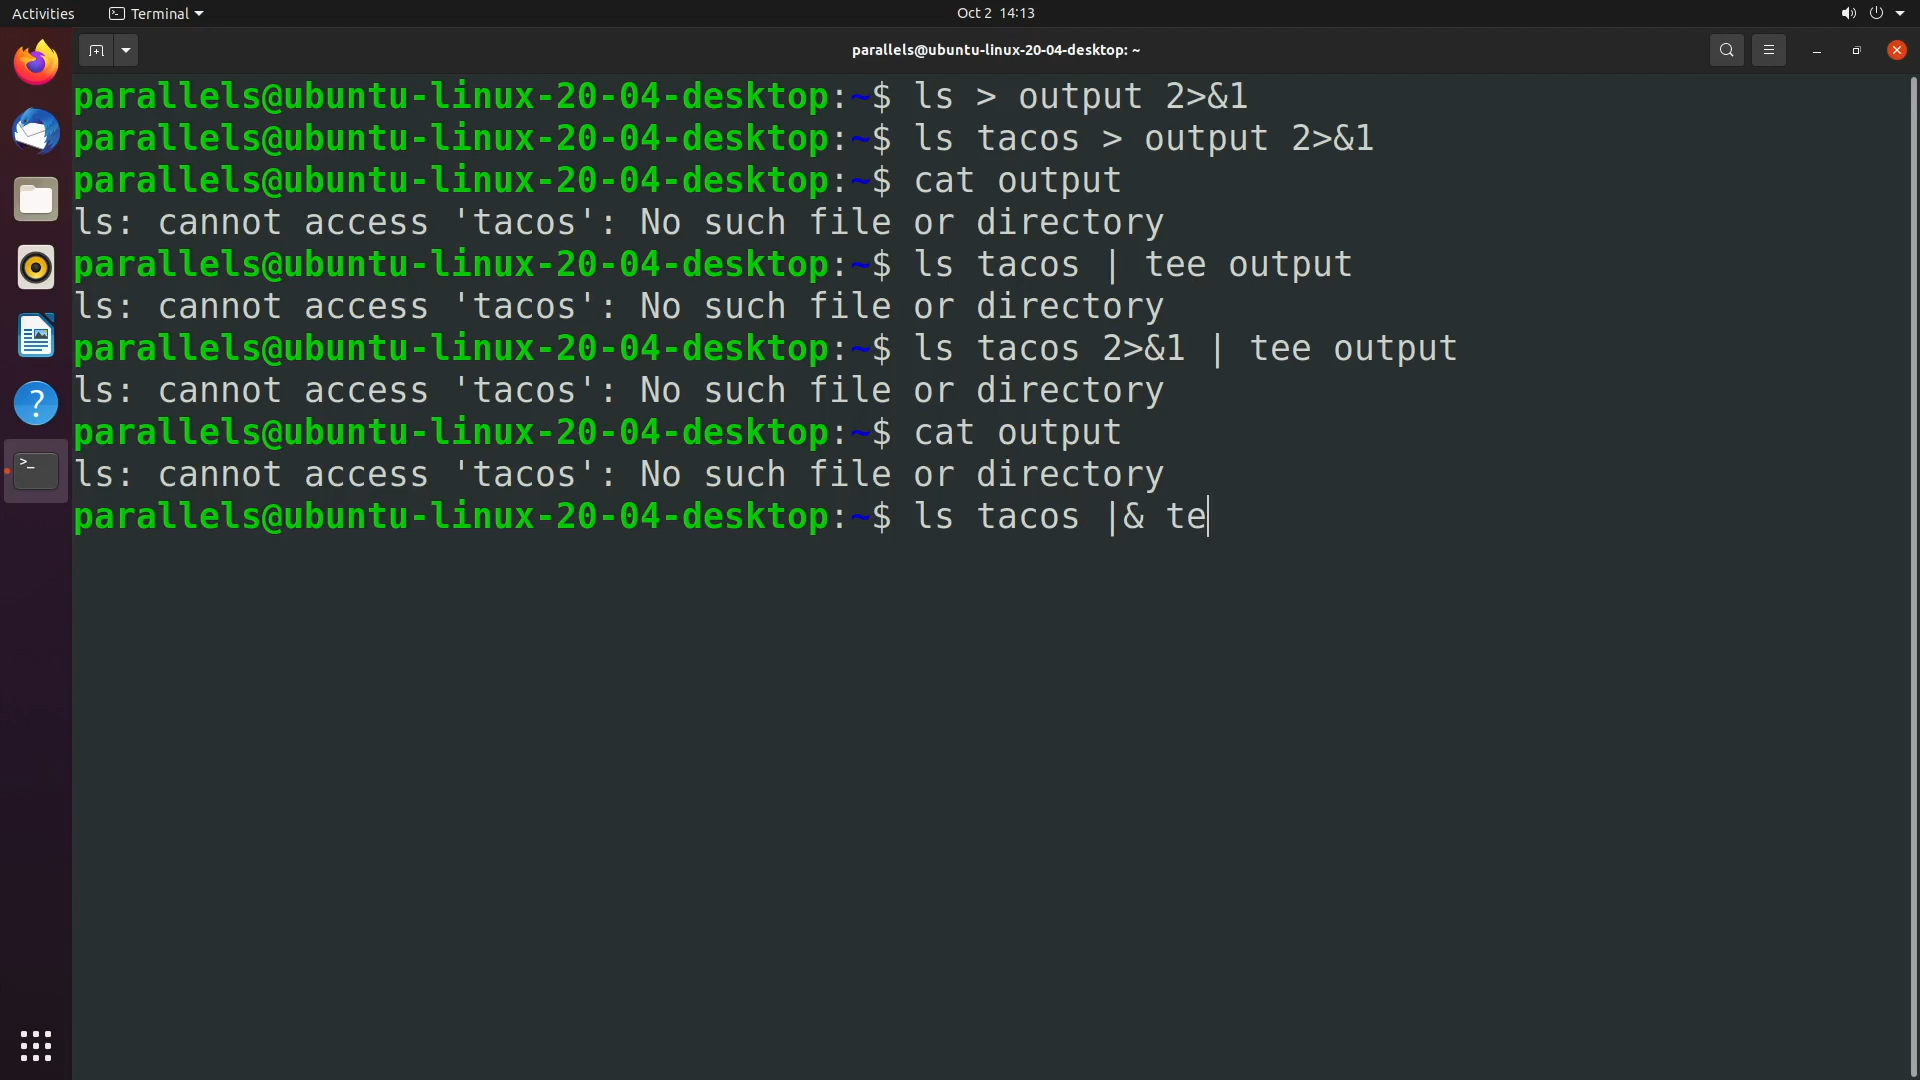 Activities
Terminal
Oct 2 14:13
parallels@ubuntu-linux-20-04-desktop: ~
parallels@ubuntu-linux-20-04-desktop:~$ ls > output 2>&1
parallels@ubuntu-linux-20-04-desktop:~$ ls tacos > output 2>&1
parallels@ubuntu-linux-20-04-desktop:~$ cat output
ls: cannot access 'tacos': No such file or directory
parallels@ubuntu-linux-20-04-desktop:~$ ls tacos | tee output
ls: cannot access 'tacos': No such file or directory
parallels@ubuntu-linux-20-04-desktop:~$ ls tacos 2>&1 | tee output
ls: cannot access 'tacos': No such file or directory
parallels@ubuntu-linux-20-04-desktop:~$ cat output
ls: cannot access 'tacos': No such file or directory
parallels@ubuntu-linux-20-04-desktop:~$ ls tacos |& te